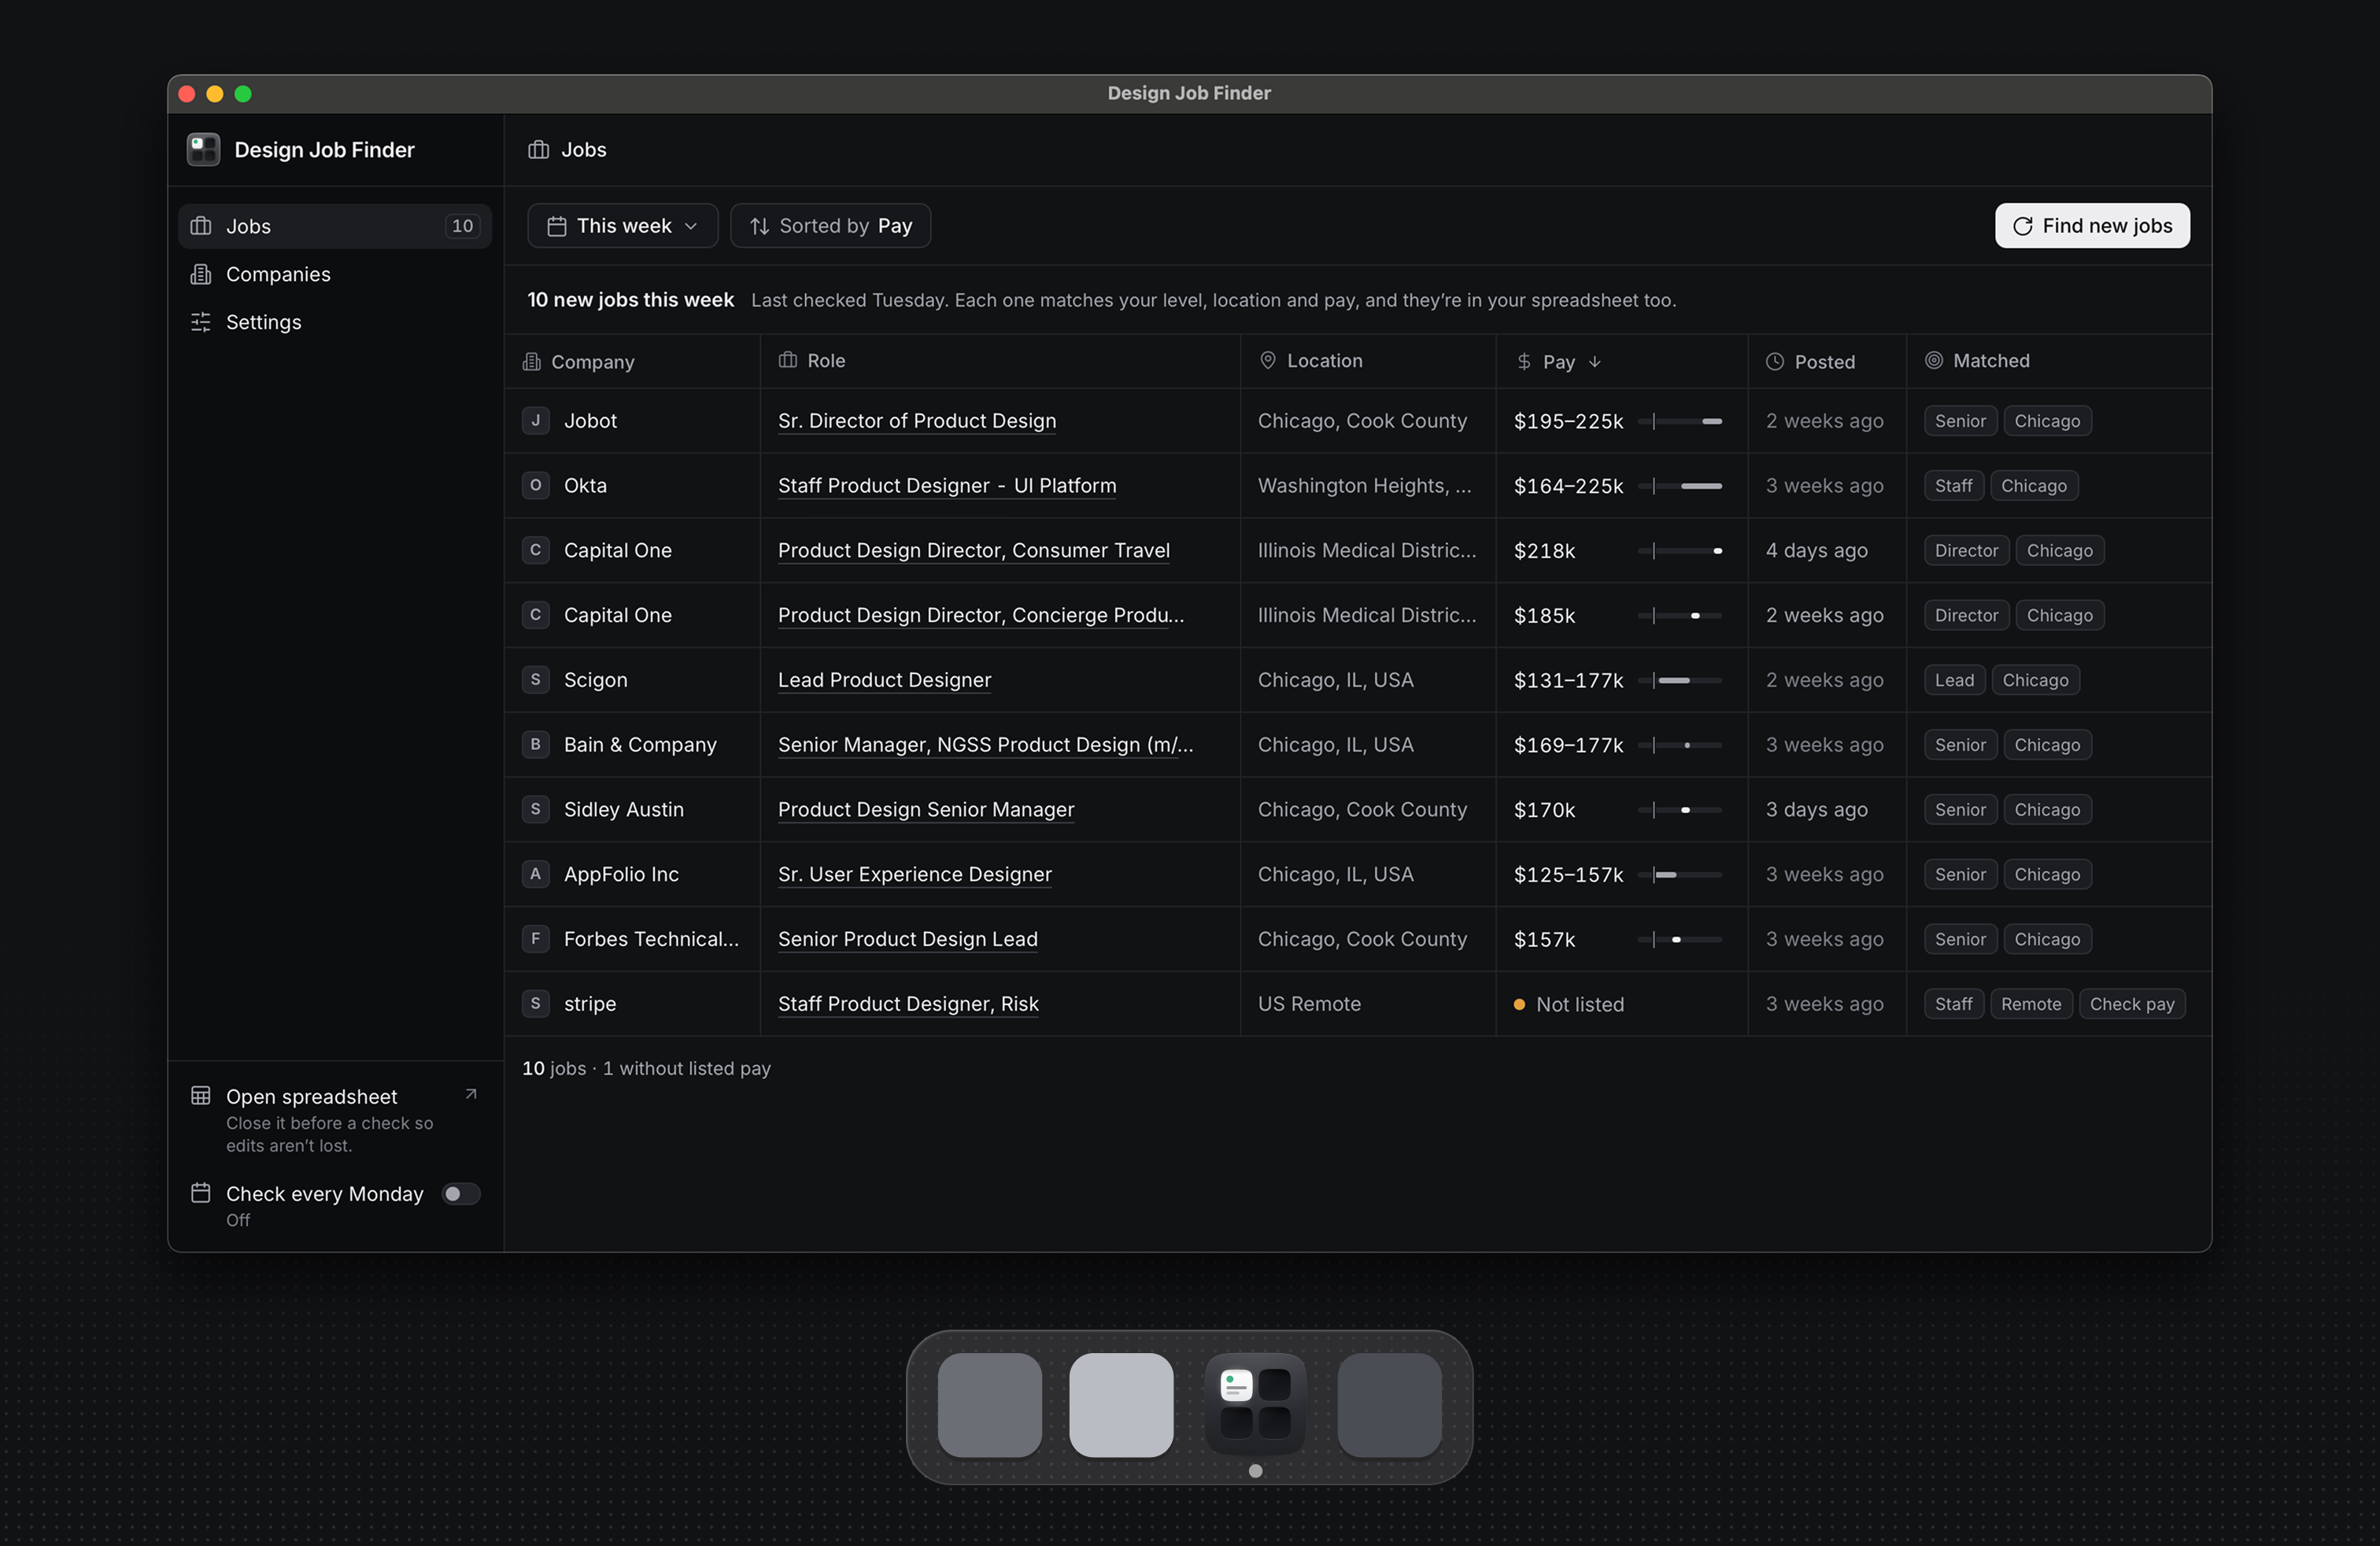 Design Job Finder
Design Job Finder
Jobs
Jobs 10
Companies
Settings
This week
Sorted by Pay
Find new jobs
10 new jobs this week Last checked Tuesday. Each one matches your level, location and pay, and they’re in your spreadsheet too.
Company Role Location Pay Posted Matched
J Jobot Sr. Director of Product Design Chicago, Cook County $195–225k 2 weeks ago Senior Chicago
O Okta Staff Product Designer - UI Platform Washington Heights, ... $164–225k 3 weeks ago Staff Chicago
C Capital One Product Design Director, Consumer Travel Illinois Medical Distric... $218k 4 days ago Director Chicago
C Capital One Product Design Director, Concierge Produ... Illinois Medical Distric... $185k 2 weeks ago Director Chicago
S Scigon Lead Product Designer Chicago, IL, USA $131–177k 2 weeks ago Lead Chicago
B Bain & Company Senior Manager, NGSS Product Design (m/... Chicago, IL, USA $169–177k 3 weeks ago Senior Chicago
S Sidley Austin Product Design Senior Manager Chicago, Cook County $170k 3 days ago Senior Chicago
A AppFolio Inc Sr. User Experience Designer Chicago, IL, USA $125–157k 3 weeks ago Senior Chicago
F Forbes Technical... Senior Product Design Lead Chicago, Cook County $157k 3 weeks ago Senior Chicago
S stripe Staff Product Designer, Risk US Remote Not listed 3 weeks ago Staff Remote Check pay
10 jobs · 1 without listed pay
Open spreadsheet
Close it before a check so
edits aren’t lost.
Check every Monday
Off